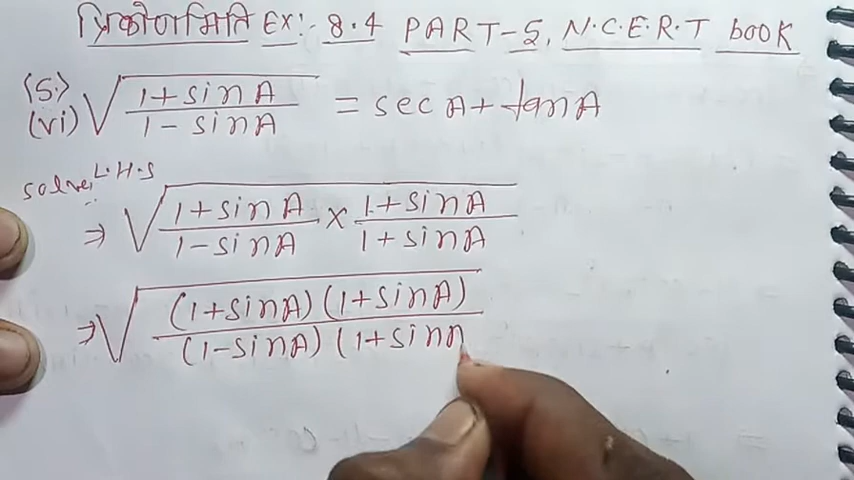 त्रिकोणमिति EX:- 8.4 PART-5, N.C.E.R.T book
(5.)
(vi) √(1+sinA / 1-sinA) = secA+tanA
solve, L.H.S
⇒ √(1+sinA / 1-sinA × 1+sinA / 1+sinA)
⇒ √((1+sinA) (1+sinA) / (1-sinA) (1+sinA